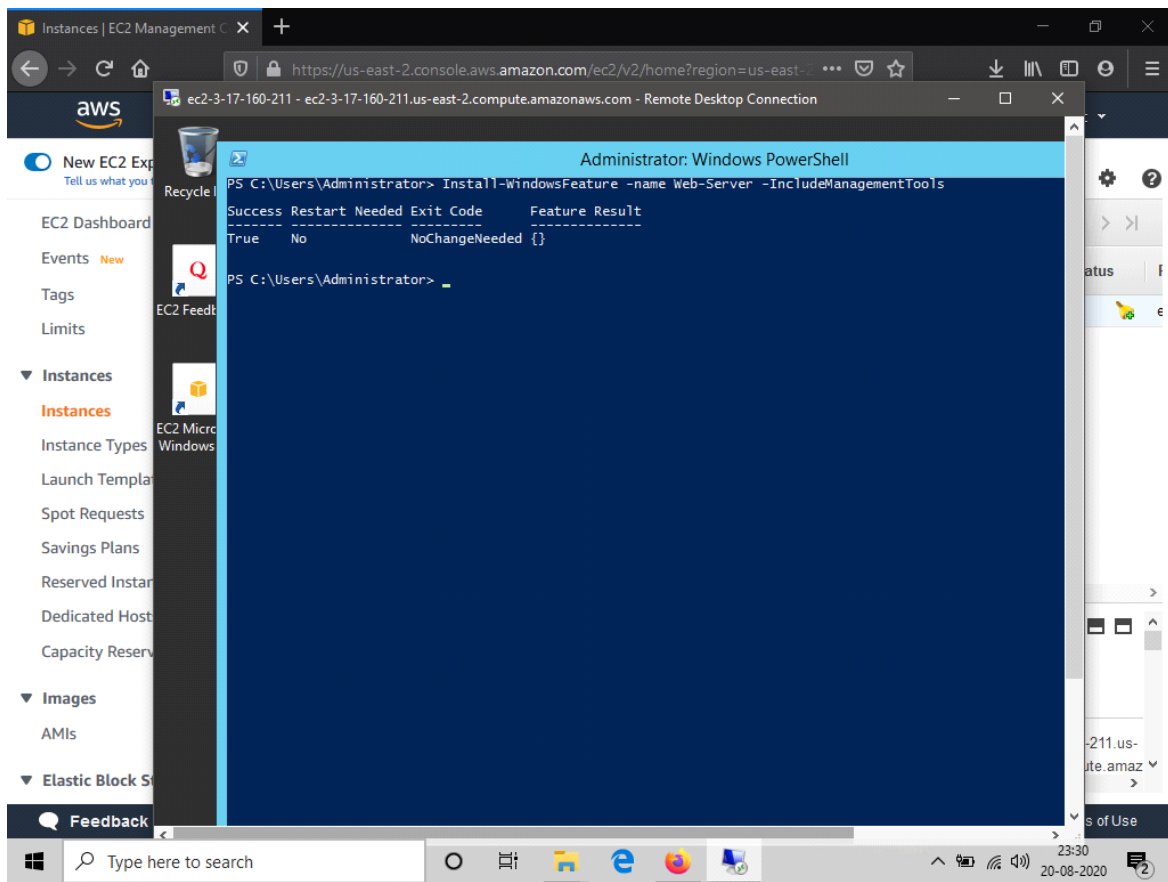 Instances | EC2 Management C
https://us-east-2.console.aws.amazon.com/ec2/v2/home?region=us-east-2
aws
ec2-3-17-160-211 - ec2-3-17-160-211.us-east-2.compute.amazonaws.com - Remote Desktop Connection
New EC2 Exp
Tell us what you t
EC2 Dashboard
Events New
Tags
Limits
Instances
Instances
Instance Types
Launch Templat
Spot Requests
Savings Plans
Reserved Instan
Dedicated Host
Capacity Reserv
Images
AMIs
Elastic Block St
Feedback
Recycle
EC2 Feedb
EC2 Micro
Windows
Administrator: Windows PowerShell
PS C:\Users\Administrator> Install-WindowsFeature -name Web-Server -IncludeManagementTools
Success Restart Needed Exit Code Feature Result
------- -------------- --------- --------------
True No NoChangeNeeded {}
PS C:\Users\Administrator> _
atus
e
-211.us-
ute.amaz
s of Use
Type here to search
23:30
20-08-2020
2